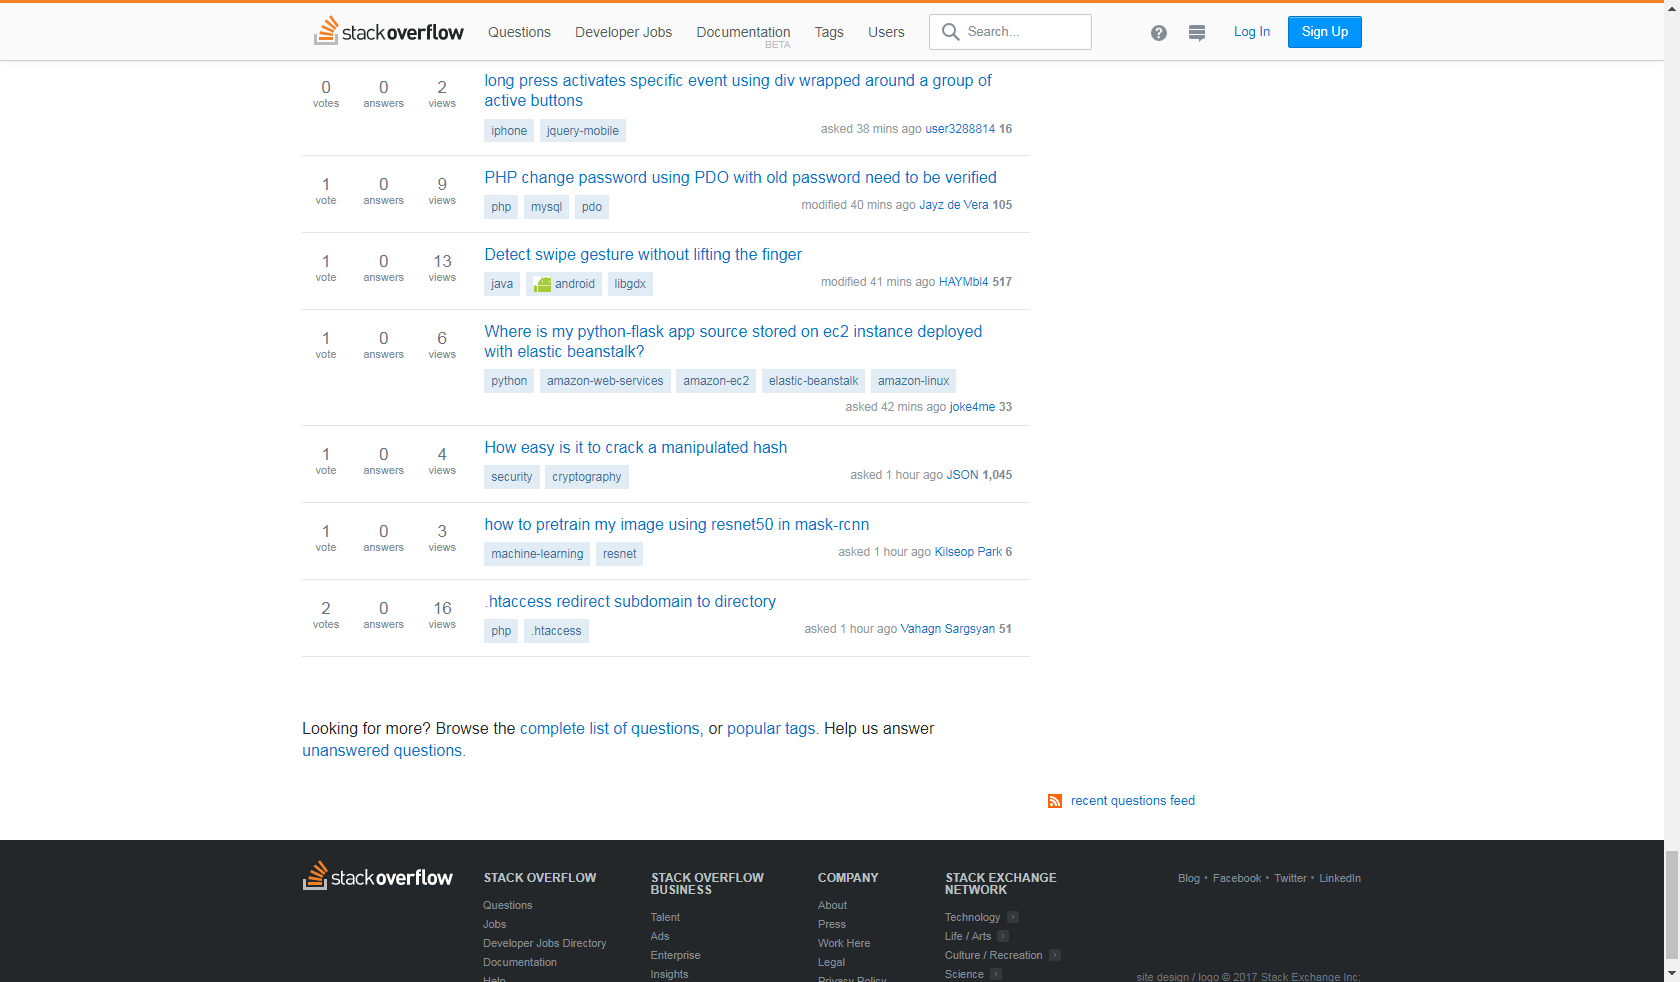 stackoverflow Questions Developer Jobs Documentation BETA Tags Users Search... ? Log In Sign Up
0 votes 0 answers 2 views
long press activates specific event using div wrapped around a group of
active buttons
iphone jquery-mobile
asked 38 mins ago user3288814 16
1 vote 0 answers 9 views
PHP change password using PDO with old password need to be verified
php mysql pdo
modified 40 mins ago Jayz de Vera 105
1 vote 0 answers 13 views
Detect swipe gesture without lifting the finger
java android libgdx
modified 41 mins ago HAYMbl4 517
1 vote 0 answers 6 views
Where is my python-flask app source stored on ec2 instance deployed
with elastic beanstalk?
python amazon-web-services amazon-ec2 elastic-beanstalk amazon-linux
asked 42 mins ago joke4me 33
1 vote 0 answers 4 views
How easy is it to crack a manipulated hash
security cryptography
asked 1 hour ago JSON 1,045
1 vote 0 answers 3 views
how to pretrain my image using resnet50 in mask-rcnn
machine-learning resnet
asked 1 hour ago Kilseop Park 6
2 votes 0 answers 16 views
.htaccess redirect subdomain to directory
php .htaccess
asked 1 hour ago Vahagn Sargsyan 51
Looking for more? Browse the complete list of questions, or popular tags. Help us answer
unanswered questions.
recent questions feed
stackoverflow
STACK OVERFLOW
Questions
Jobs
Developer Jobs Directory
Documentation
Help
STACK OVERFLOW
BUSINESS
Talent
Ads
Enterprise
Insights
COMPANY
About
Press
Work Here
Legal
Privacy Policy
STACK EXCHANGE
NETWORK
Technology
Life / Arts
Culture / Recreation
Science
Blog • Facebook • Twitter • LinkedIn
site design / logo © 2017 Stack Exchange Inc;